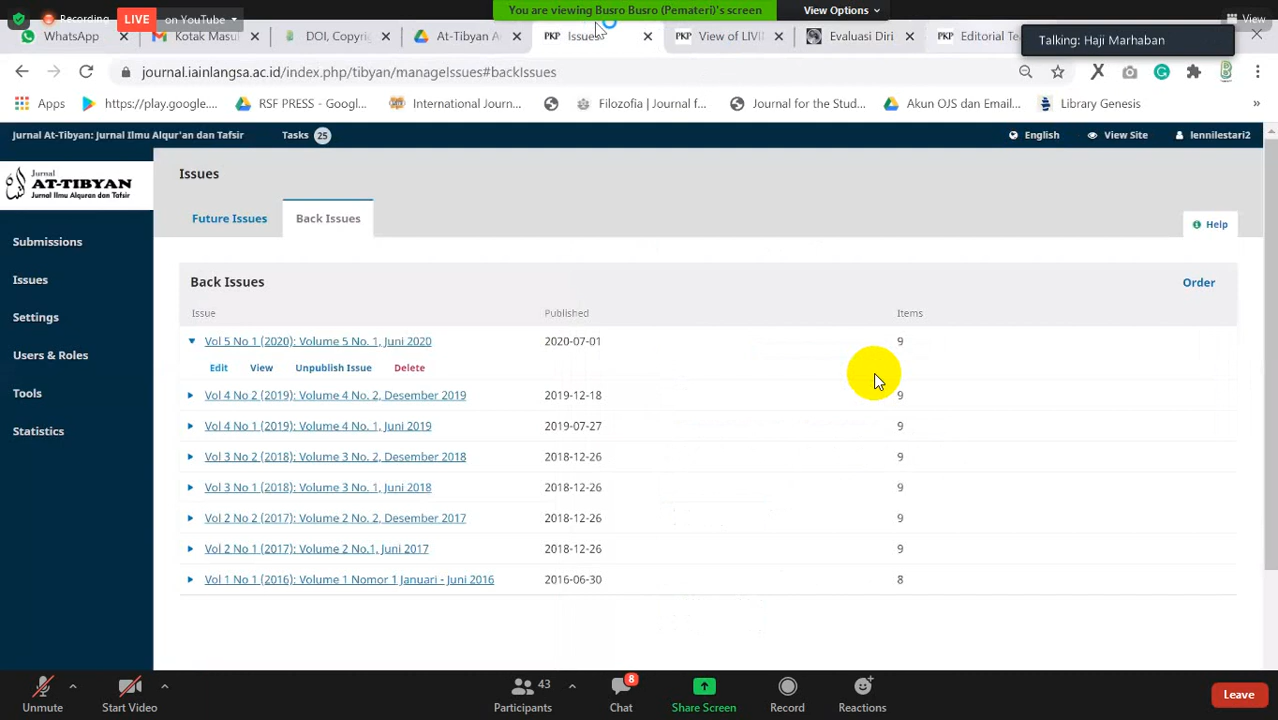 Recording
LIVE
on YouTube
You are viewing Busro Busro (Pemateri)'s screen
View Options
View
WhatsApp
Kotak Masu
DOI, Copyrig
At-Tibyan A
PKP
Issues
PKP
View of LIVIN
Evaluasi Diri
PKP
Editorial Te
Talking: Haji Marhaban
journal.iainlangsa.ac.id/index.php/tibyan/manageIssues#backIssues
Apps
https://play.google....
RSF PRESS - Googl...
International Journ...
Filozofia | Journal f...
Journal for the Stud...
Akun OJS dan Email...
Library Genesis
»
Jurnal At-Tibyan: Jurnal Ilmu Alqur'an dan Tafsir
Tasks 25
English
View Site
lennilestari2
Jurnal
AT-TIBYAN
Jurnal Ilmu Alquran dan Tafsir
Submissions
Issues
Settings
Users & Roles
Tools
Statistics
Issues
Future Issues
Back Issues
Help
Back Issues
Order
Issue Published Items
Vol 5 No 1 (2020): Volume 5 No. 1, Juni 2020 2020-07-01 9
Edit View Unpublish Issue Delete
Vol 4 No 2 (2019): Volume 4 No. 2, Desember 2019 2019-12-18 9
Vol 4 No 1 (2019): Volume 4 No. 1, Juni 2019 2019-07-27 9
Vol 3 No 2 (2018): Volume 3 No. 2, Desember 2018 2018-12-26 9
Vol 3 No 1 (2018): Volume 3 No. 1, Juni 2018 2018-12-26 9
Vol 2 No 2 (2017): Volume 2 No. 2, Desember 2017 2018-12-26 9
Vol 2 No 1 (2017): Volume 2 No.1, Juni 2017 2018-12-26 9
Vol 1 No 1 (2016): Volume 1 Nomor 1 Januari - Juni 2016 2016-06-30 8
Unmute
Start Video
43
Participants
8
Chat
Share Screen
Record
Reactions
Leave